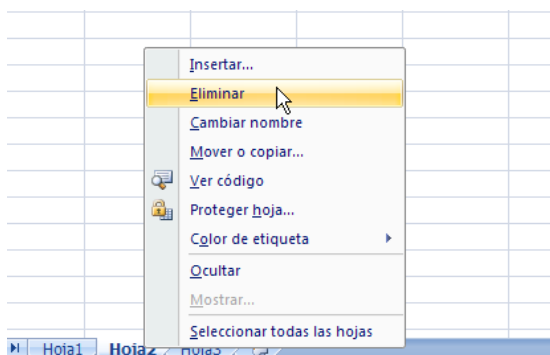 Insertar...
Eliminar
Cambiar nombre
Mover o copiar...
Ver código
Proteger hoja...
Color de etiqueta
Ocultar
Mostrar...
Seleccionar todas las hojas
Hoja1 Hoja2 Hoja3